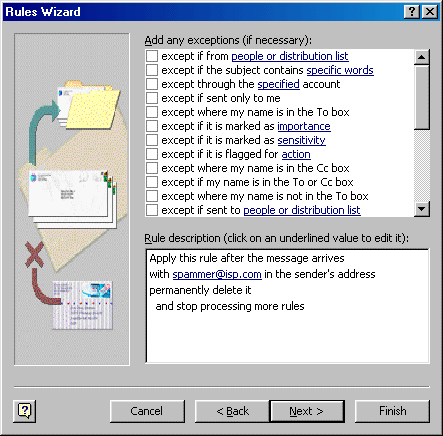 Rules Wizard
Add any exceptions (if necessary):
except if from people or distribution list
except if the subject contains specific words
except through the specified account
except if sent only to me
except where my name is in the To box
except if it is marked as importance
except if it is marked as sensitivity
except if it is flagged for action
except where my name is in the Cc box
except if my name is in the To or Cc box
except where my name is not in the To box
except if sent to people or distribution list
Rule description (click on an underlined value to edit it):
Apply this rule after the message arrives
with spammer@isp.com in the sender's address
permanently delete it
and stop processing more rules
Cancel
< Back
Next >
Finish